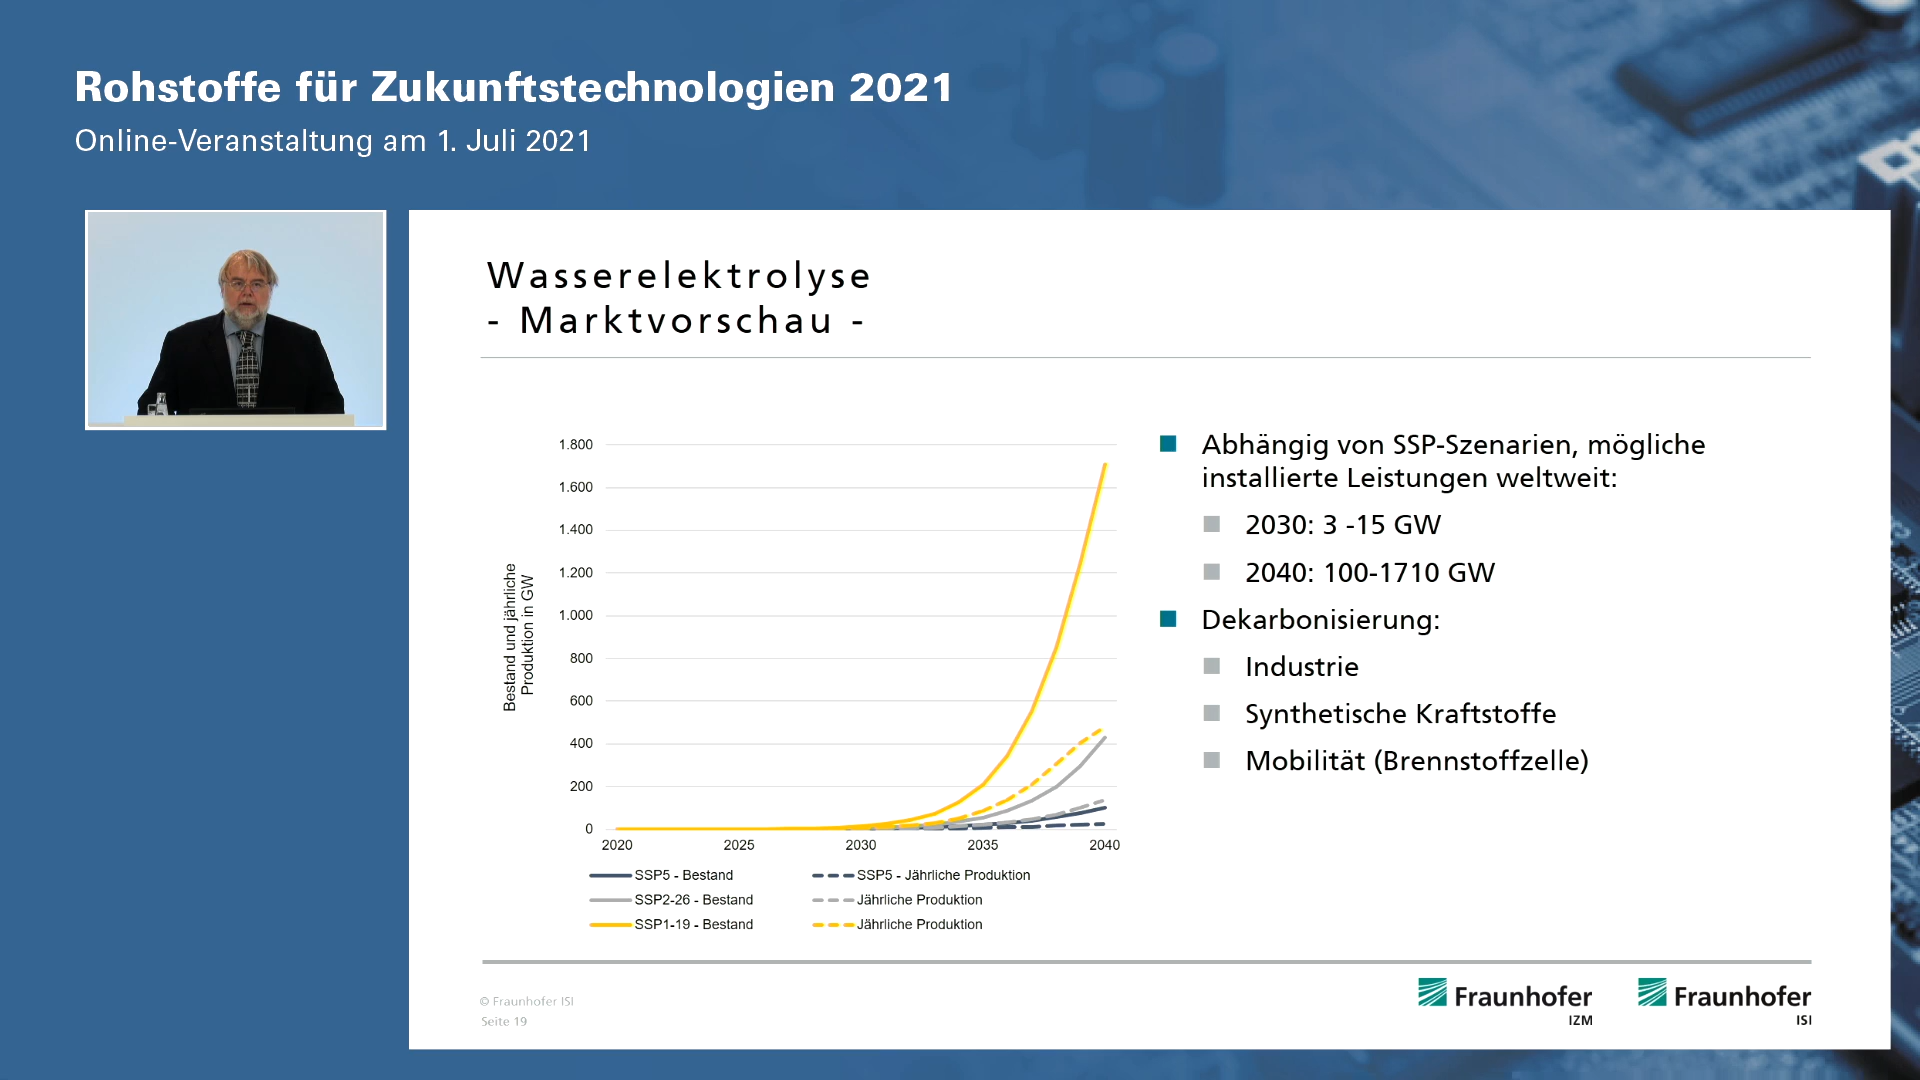 Rohstoffe für Zukunftstechnologien 2021
Online-Veranstaltung am 1. Juli 2021
Wasserelektrolyse
- Marktvorschau -
Bestand und jährliche
Produktion in GW
1.800
1.600
1.400
1.200
1.000
800
600
400
200
0
2020 2025 2030 2035 2040
SSP5 - Bestand SSP5 - Jährliche Produktion
SSP2-26 - Bestand Jährliche Produktion
SSP1-19 - Bestand Jährliche Produktion
Abhängig von SSP-Szenarien, mögliche
installierte Leistungen weltweit:
2030: 3 -15 GW
2040: 100-1710 GW
Dekarbonisierung:
Industrie
Synthetische Kraftstoffe
Mobilität (Brennstoffzelle)
© Fraunhofer ISI
Seite 19
Fraunhofer
IZM
Fraunhofer
ISI